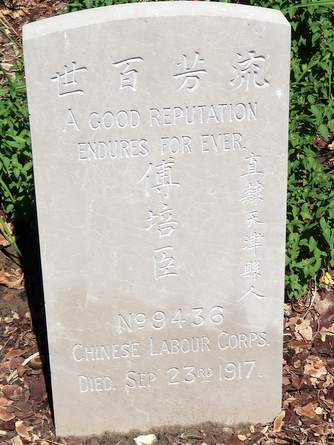 流芳百世
A GOOD REPUTATION
ENDURES FOR EVER.
直隸天津縣人
傅培臣
No 9436
CHINESE LABOUR CORPS.
DIED. SEP 23RD 1917.